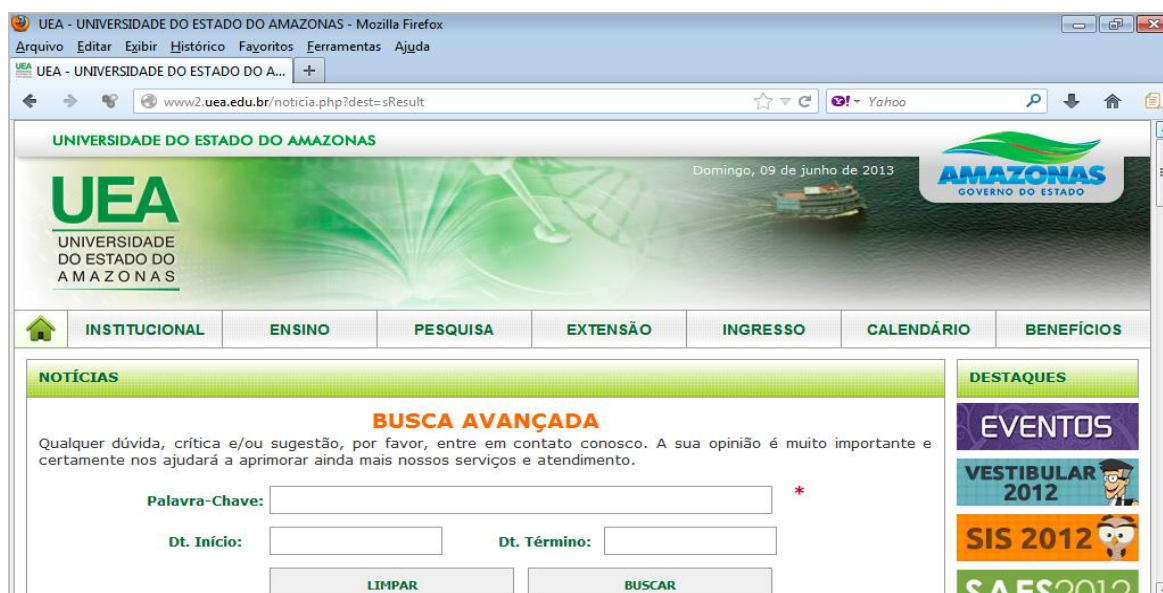 UEA - UNIVERSIDADE DO ESTADO DO AMAZONAS - Mozilla Firefox
Arquivo Editar Exibir Histórico Favoritos Ferramentas Ajuda
UEA - UNIVERSIDADE DO ESTADO DO A... +
www2.uea.edu.br/noticia.php?dest=sResult
Yahoo
UNIVERSIDADE DO ESTADO DO AMAZONAS
Domingo, 09 de junho de 2013
AMAZONAS
GOVERNO DO ESTADO
UEA
UNIVERSIDADE
DO ESTADO DO
AMAZONAS
INSTITUCIONAL ENSINO PESQUISA EXTENSÃO INGRESSO CALENDÁRIO BENEFÍCIOS
NOTÍCIAS
BUSCA AVANÇADA
Qualquer dúvida, crítica e/ou sugestão, por favor, entre em contato conosco. A sua opinião é muito importante e
certamente nos ajudará a aprimorar ainda mais nossos serviços e atendimento.
Palavra-Chave: *
Dt. Início: Dt. Término:
LIMPAR BUSCAR
DESTAQUES
EVENTOS
VESTIBULAR
2012
SIS 2012
SAES2012